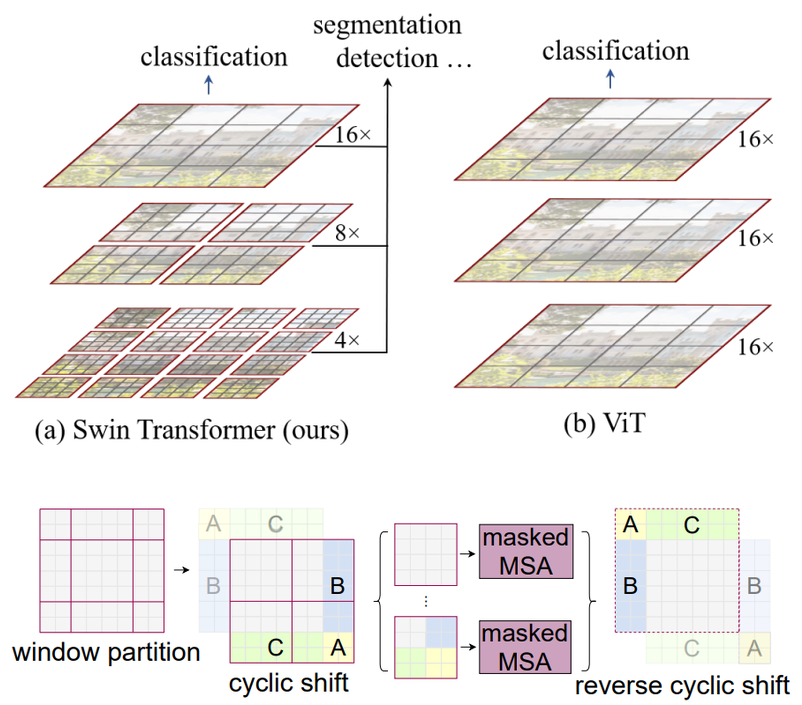 segmentation
classification
detection ...
classification
16×
16×
8×
16×
4×
16×
(a) Swin Transformer (ours)
(b) ViT
A
C
B
B
C
A
window partition
cyclic shift
masked
MSA
masked
MSA
A
C
B
B
C
A
reverse cyclic shift